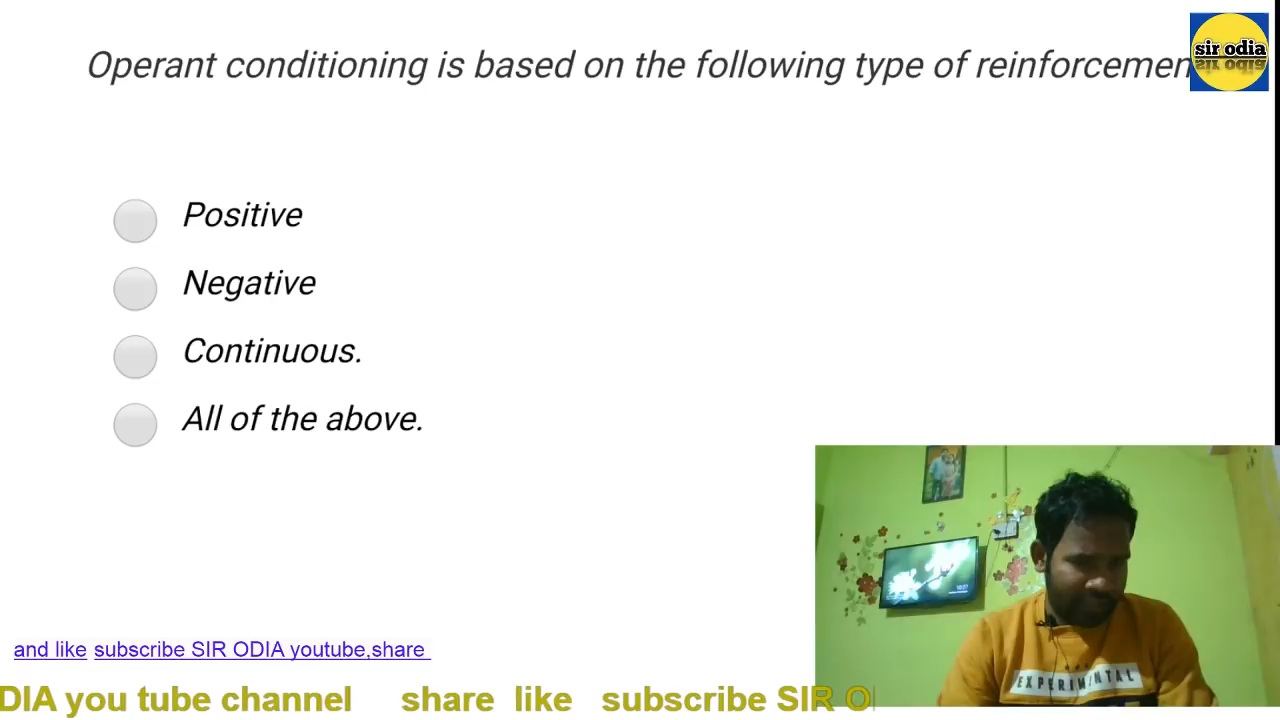 Operant conditioning is based on the following type of reinforcemen
sir odia
Positive
Negative
Continuous.
All of the above.
EXPERIMENTAL
and like subscribe SIR ODIA youtube,share
DIA you tube channel share like subscribe SIR O